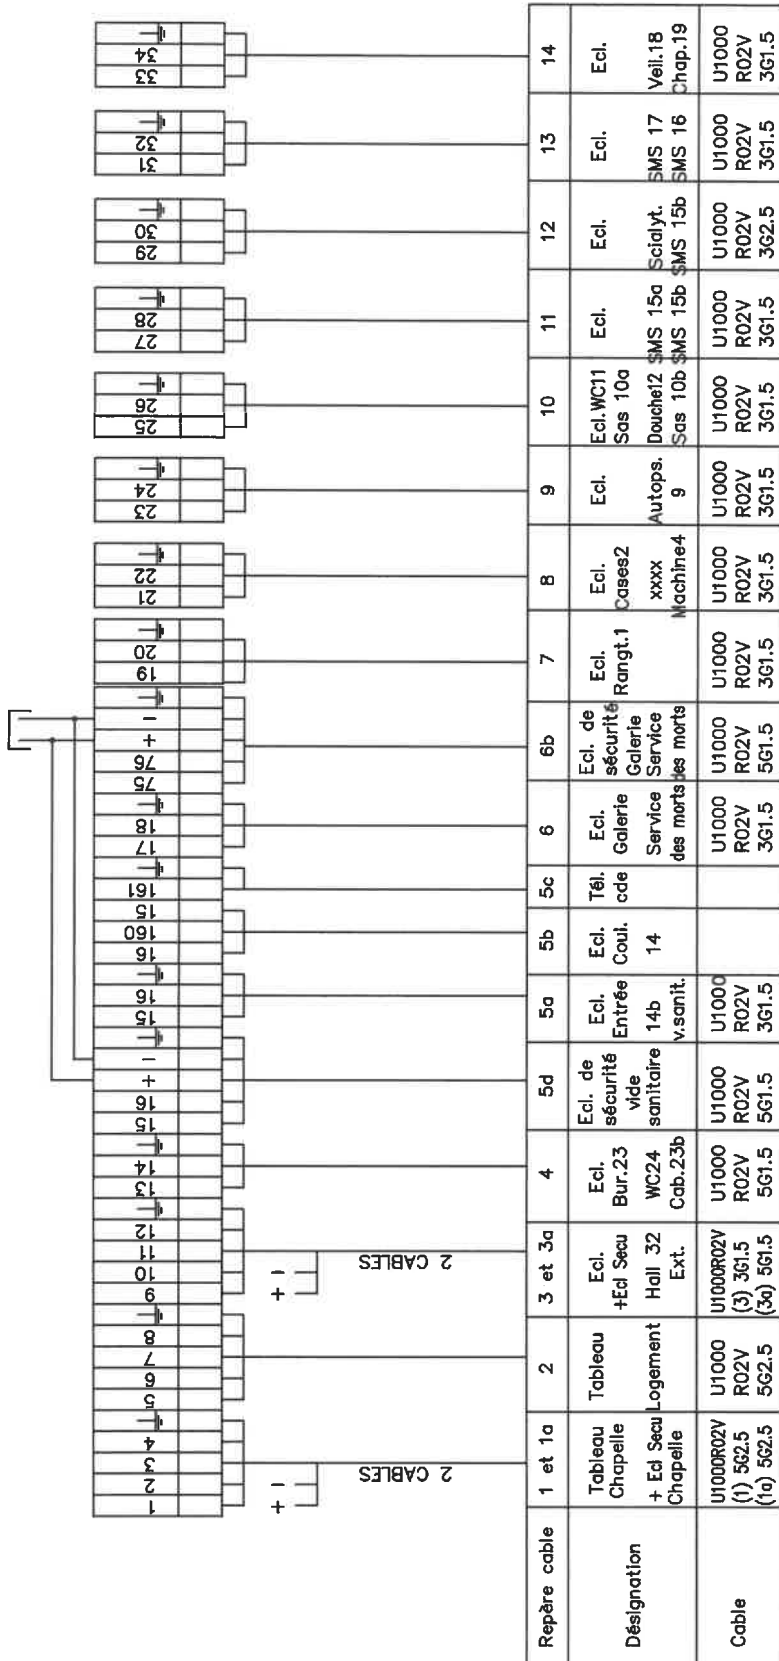 1
2
3
4
5
6
7
8
9
10
11
12
13
14
15
16
+
-
15
16
16
160
15
161
17
18
75
76
+
-
19
20
21
22
23
24
25
26
27
28
29
30
31
32
33
34
+ -
2 CABLES
+ -
2 CABLES
Repère cable
1 et 1a
2
3 et 3a
4
5d
5a
5b
5c
6
6b
7
8
9
10
11
12
13
14
Désignation
Tableau
Chapelle
+ Ecl Secu
Chapelle
Tableau
Logement
Ecl.
+Ecl Secu
Hall 32
Ext.
Ecl.
Bur.23
WC24
Cab.23b
Ecl. de
sécurité
vide
sanitaire
Ecl.
Entrée
14b
v.sanit.
Ecl.
Coul.
14
Tél.
cde
Ecl.
Galerie
Service
des morts
Ecl. de
sécurité
Galerie
Service
des morts
Ecl.
Rangt.1
Ecl.
Cases2
xxxx
Machine4
Ecl.
Autops.
9
Ecl.WC11
Sas 10a
Douche12
Sas 10b
Ecl.
SMS 15a
SMS 15b
Ecl.
Scialyt.
SMS 15b
Ecl.
SMS 17
SMS 16
Ecl.
Veil.18
Chap.19
Cable
U1000R02V
(1) 5G2.5
(1a) 5G2.5
U1000
R02V
5G2.5
U1000R02V
(3) 3G1.5
(3a) 5G1.5
U1000
R02V
5G1.5
U1000
R02V
5G1.5
U1000
R02V
3G1.5
U1000
R02V
3G1.5
U1000
R02V
5G1.5
U1000
R02V
3G1.5
U1000
R02V
3G1.5
U1000
R02V
3G1.5
U1000
R02V
3G1.5
U1000
R02V
3G1.5
U1000
R02V
3G2.5
U1000
R02V
3G1.5
U1000
R02V
3G1.5